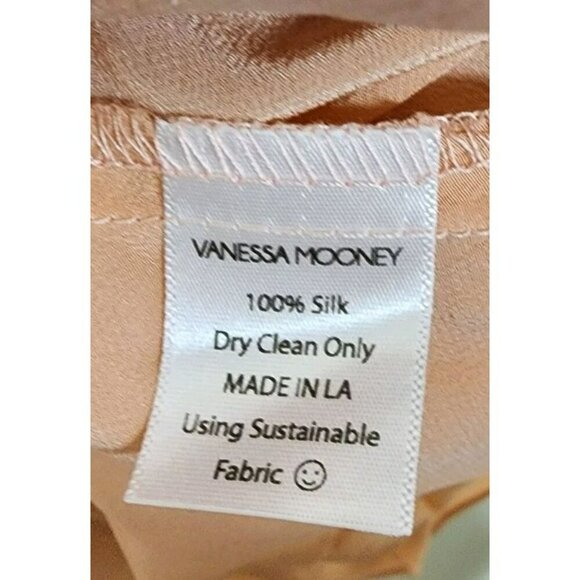 VANESSA MOONEY
100% Silk
Dry Clean Only
MADE IN LA
Using Sustainable
Fabric ☺